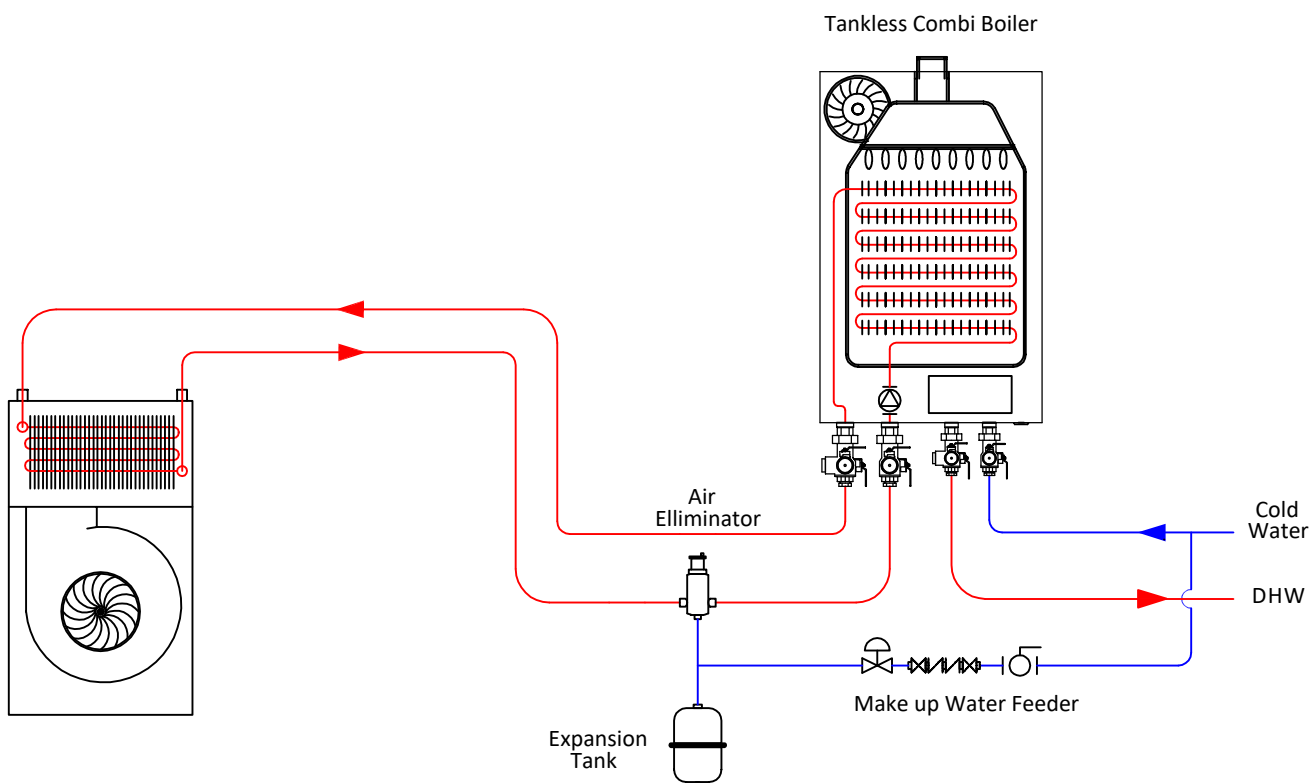 Tankless Combi Boiler
Air
Elliminator
Cold
Water
DHW
Make up Water Feeder
Expansion
Tank